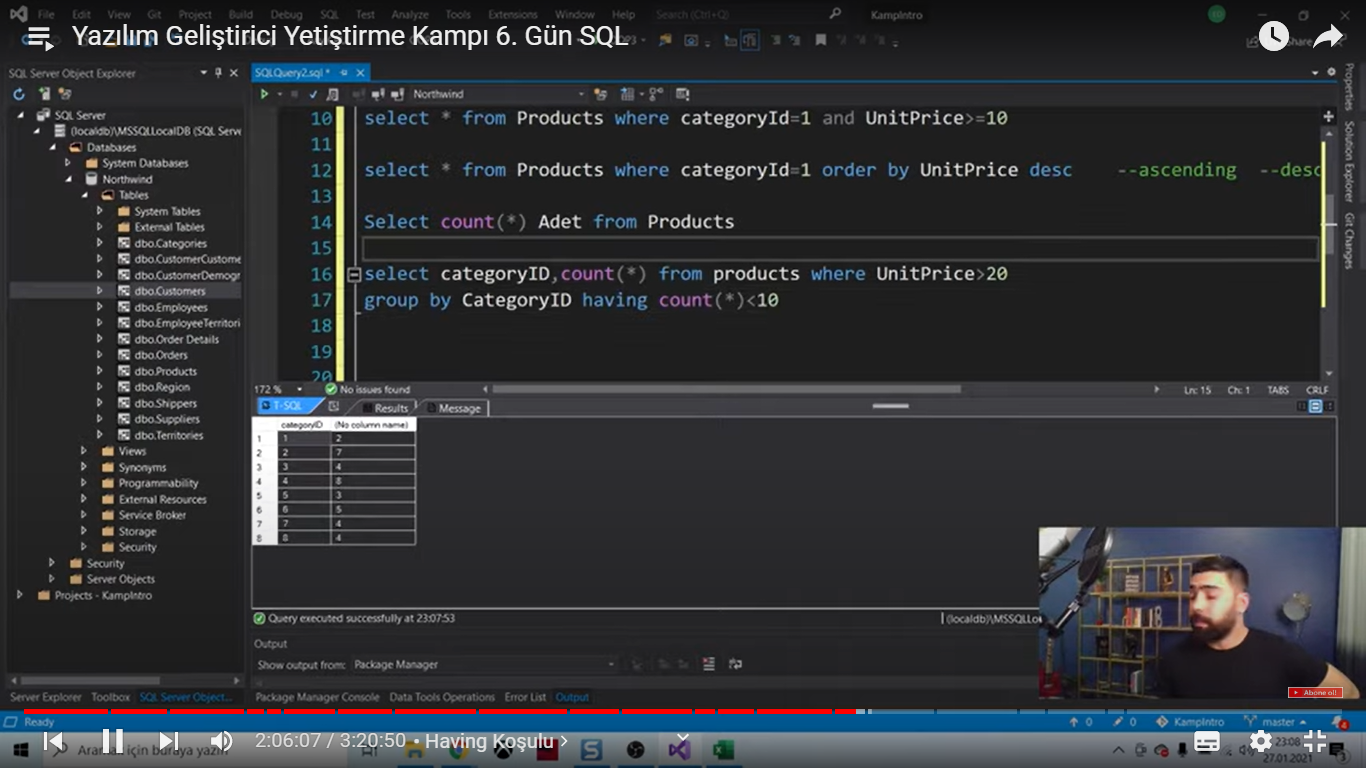 File Edit View Git Project Build Debug SQL Test Analyze Tools Extensions Window Help Search (Ctrl+Q) KampIntro
Yazılım Geliştirici Yetiştirme Kampı 6. Gün SQL
SQL Server Object Explorer
SQLQuery2.sql *
Northwind
SQL Server
(localdb)\MSSQLLocalDB (SQL Serve
Databases
System Databases
Northwind
Tables
System Tables
External Tables
dbo.Categories
dbo.CustomerCustome
dbo.CustomerDemogr
dbo.Customers
dbo.Employees
dbo.EmployeeTerritori
dbo.Order Details
dbo.Orders
dbo.Products
dbo.Region
dbo.Shippers
dbo.Suppliers
dbo.Territories
Views
Synonyms
Programmability
External Resources
Service Broker
Storage
Security
Security
Server Objects
Projects - KampIntro
Server Explorer Toolbox SQL Server Object...
10 select * from Products where categoryId=1 and UnitPrice>=10
11
12 select * from Products where categoryId=1 order by UnitPrice desc --ascending --desc
13
14 Select count(*) Adet from Products
15
16 select categoryID,count(*) from products where UnitPrice>20
17 group by CategoryID having count(*)<10
18
19
20
172 % No issues found Ln: 15 Ch: 1 TABS CRLF
T-SQL Results Message
categoryID (No column name)
1 1 2
2 2 7
3 3 4
4 4 8
5 5 3
6 6 5
7 7 4
8 8 4
Query executed successfully at 23:07:53 (localdb)\MSSQLLo
Output
Show output from: Package Manager
Package Manager Console Data Tools Operations Error List Output
Properties
Solution Explorer
Git Changes
Abone ol!
Ready 0 0 KampIntro master
2:06:07 / 3:20:50 • Having Koşulu
23:08
27.01.2021